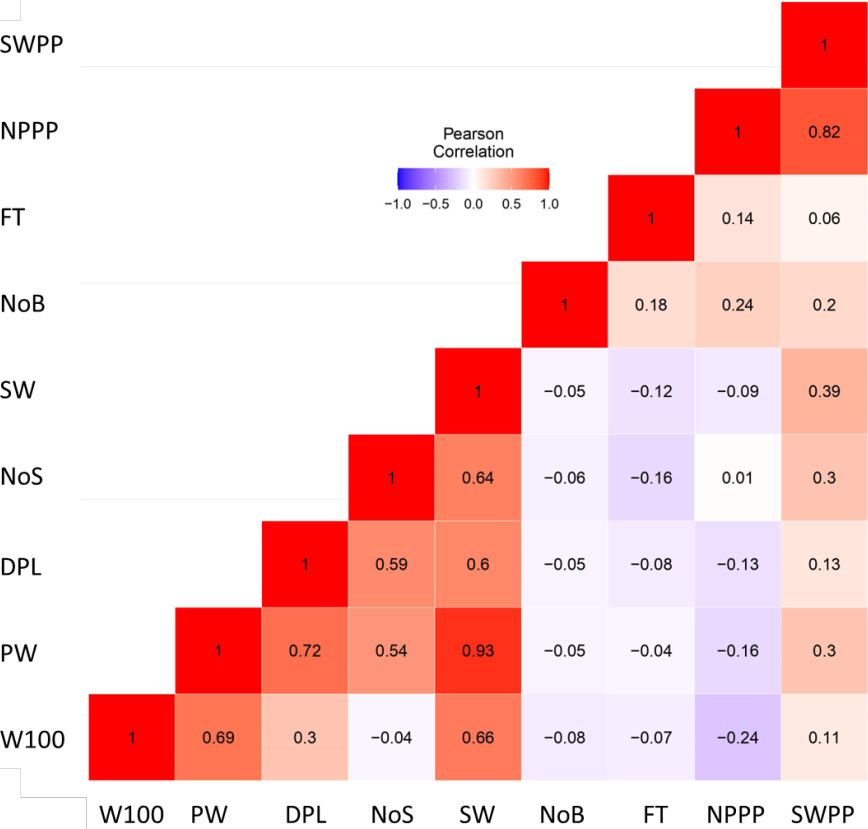 SWPP 1
NPPP 1 0.82
Pearson
Correlation
−1.0 −0.5 0.0 0.5 1.0
FT 1 0.14 0.06
NoB 1 0.18 0.24 0.2
SW 1 −0.05 −0.12 −0.09 0.39
NoS 1 0.64 −0.06 −0.16 0.01 0.3
DPL 1 0.59 0.6 −0.05 −0.08 −0.13 0.13
PW 1 0.72 0.54 0.93 −0.05 −0.04 −0.16 0.3
W100 1 0.69 0.3 −0.04 0.66 −0.08 −0.07 −0.24 0.11
W100 PW DPL NoS SW NoB FT NPPP SWPP